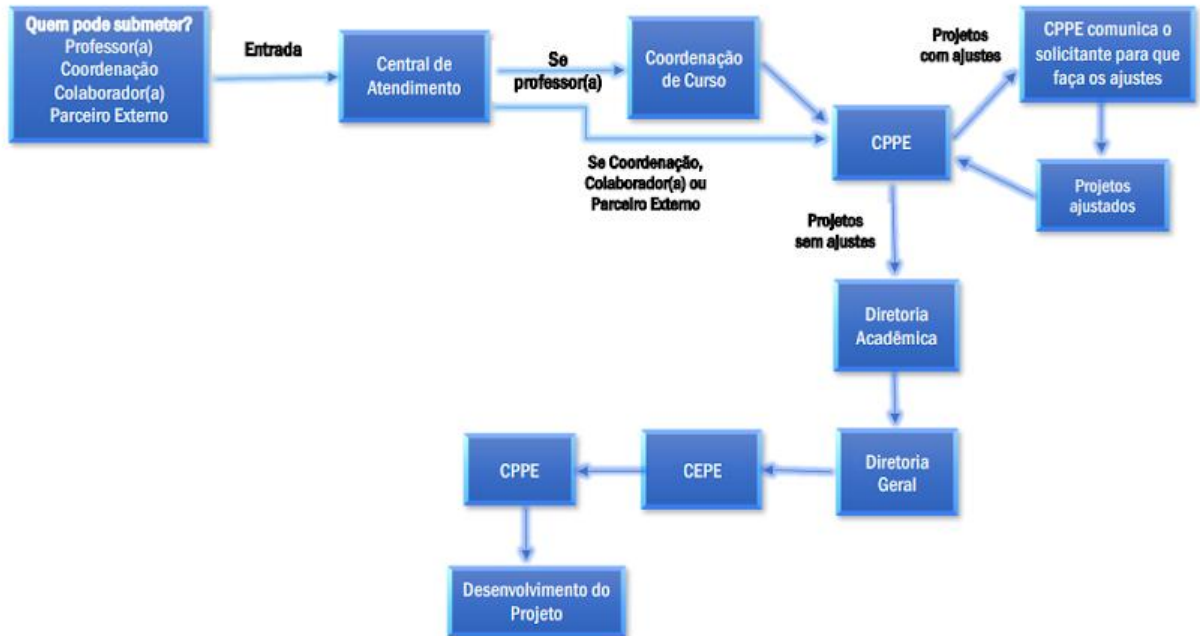 Quem pode submeter?
Professor(a)
Coordenação
Colaborador(a)
Parceiro Externo
Entrada
Central de
Atendimento
Se
professor(a)
Coordenação
de Curso
Se Coordenação,
Colaborador(a) ou
Parceiro Externo
CPPE
Projetos
com ajustes
CPPE comunica o
solicitante para que
faça os ajustes
Projetos
ajustados
Projetos
sem ajustes
Diretoria
Acadêmica
Diretoria
Geral
CEPE
CPPE
Desenvolvimento do
Projeto